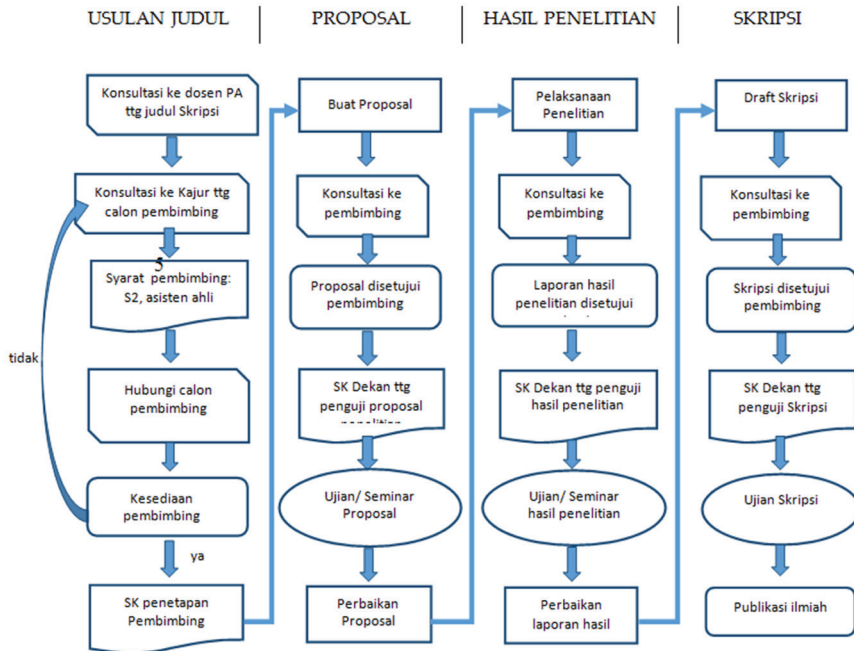 USULAN JUDUL
Konsultasi ke dosen PA
ttg judul Skripsi
Konsultasi ke Kajur ttg
calon pembimbing
5
Syarat pembimbing:
S2, asisten ahli
tidak
Hubungi calon
pembimbing
Kesediaan
pembimbing
ya
SK penetapan
Pembimbing
PROPOSAL
Buat Proposal
Konsultasi ke
pembimbing
Proposal disetujui
pembimbing
SK Dekan ttg
penguji proposal
penelitian
Ujian/ Seminar
Proposal
Perbaikan
Proposal
HASIL PENELITIAN
Pelaksanaan
Penelitian
Konsultasi ke
pembimbing
Laporan hasil
penelitian disetujui
SK Dekan ttg penguji
hasil penelitian
Ujian/ Seminar
hasil penelitian
Perbaikan
laporan hasil
SKRIPSI
Draft Skripsi
Konsultasi ke
pembimbing
Skripsi disetujui
pembimbing
SK Dekan ttg
penguji Skripsi
Ujian Skripsi
Publikasi ilmiah